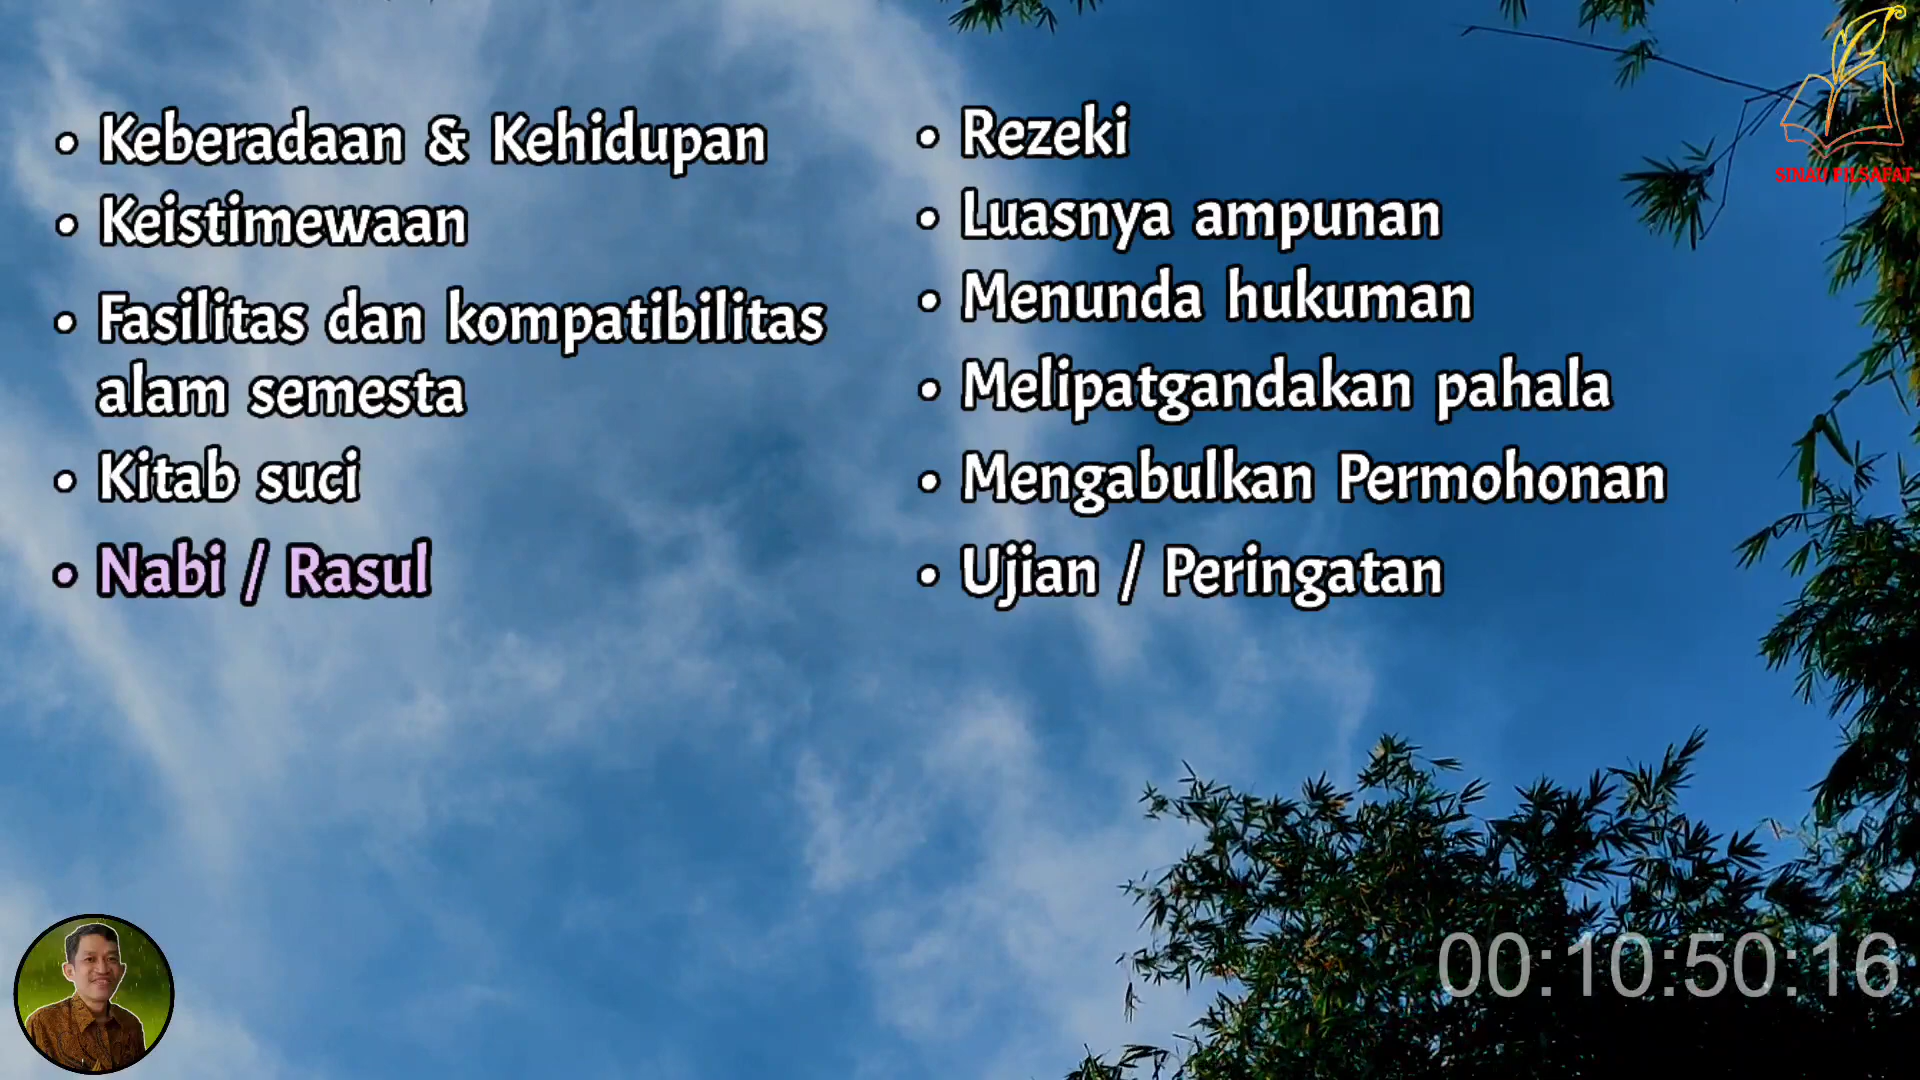 • Keberadaan & Kehidupan
• Keistimewaan
• Fasilitas dan kompatibilitas
alam semesta
• Kitab suci
• Nabi / Rasul
• Rezeki
• Luasnya ampunan
• Menunda hukuman
• Melipatgandakan pahala
• Mengabulkan Permohonan
• Ujian / Peringatan
SINAU FILSAFAT
00:10:50:16